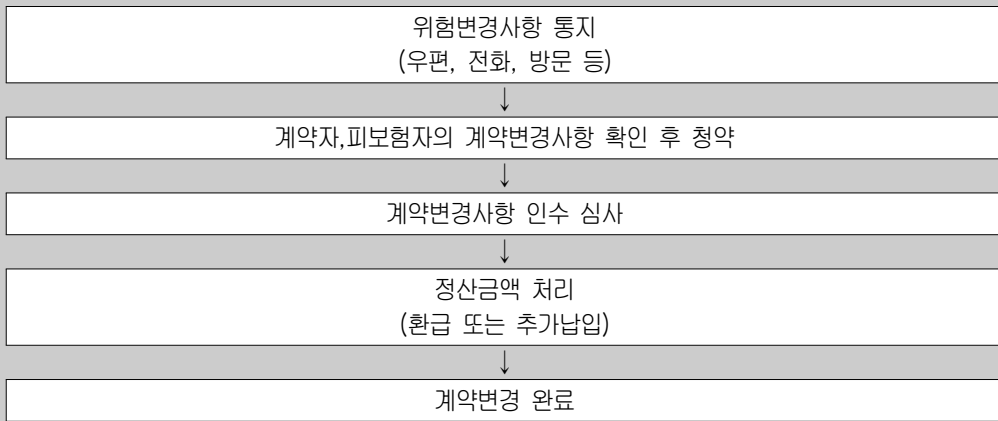 위험변경사항 통지
(우편, 전화, 방문 등)
↓
계약자,피보험자의 계약변경사항 확인 후 청약
↓
계약변경사항 인수 심사
↓
정산금액 처리
(환급 또는 추가납입)
↓
계약변경 완료